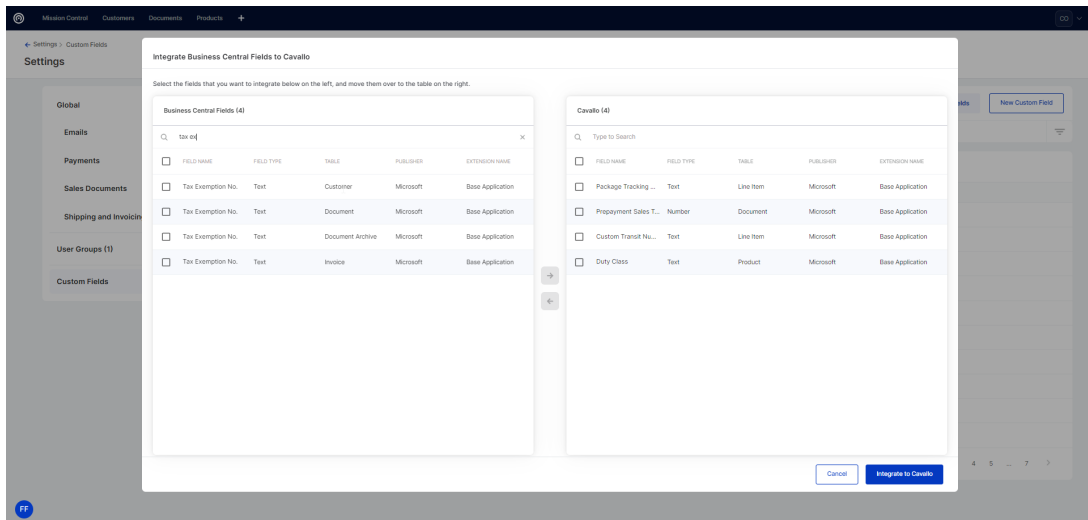 Mission Control Customers Documents Products +
CO
← Settings > Custom Fields
Settings
Global
Emails
Payments
Sales Documents
Shipping and Invoicin
User Groups (1)
Custom Fields
Integrate Business Central Fields to Cavallo
Select the fields that you want to integrate below on the left, and move them over to the table on the right.
Business Central Fields (4)
tax ex
FIELD NAME FIELD TYPE TABLE PUBLISHER EXTENSION NAME
Tax Exemption No. Text Customer Microsoft Base Application
Tax Exemption No. Text Document Microsoft Base Application
Tax Exemption No. Text Document Archive Microsoft Base Application
Tax Exemption No. Text Invoice Microsoft Base Application
Cavallo (4)
Type to Search
FIELD NAME FIELD TYPE TABLE PUBLISHER EXTENSION NAME
Package Tracking ... Text Line Item Microsoft Base Application
Prepayment Sales T... Number Document Microsoft Base Application
Custom Transit Nu... Text Line Item Microsoft Base Application
Duty Class Text Product Microsoft Base Application
Cancel Integrate to Cavallo
elds New Custom Field
4 5 ... 7 >
FF